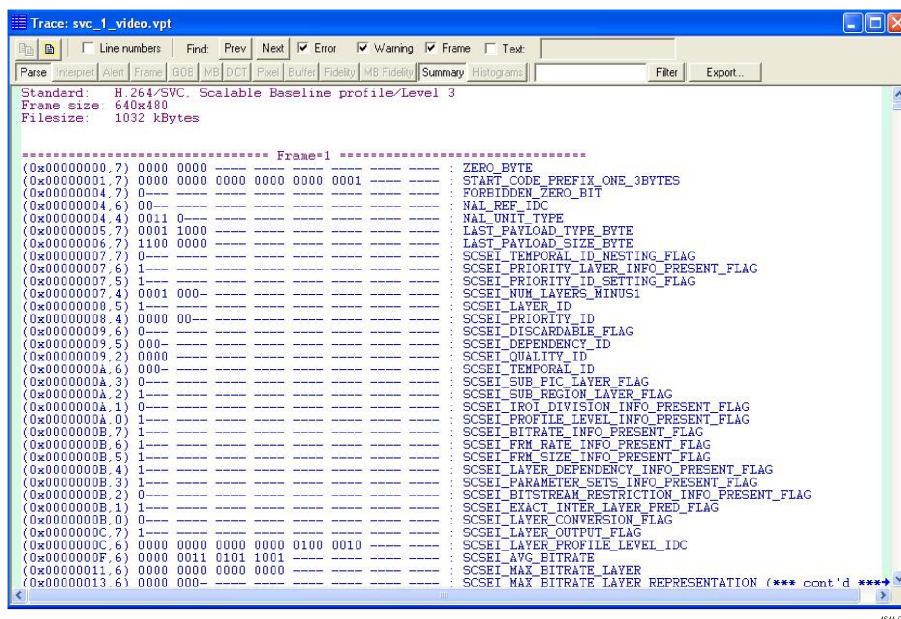 Trace: svc_1_video.vpt
Line numbers Find: Prev Next Error Warning Frame Text:
Parse Interpret Alert Frame GOB MB DCT Pixel Buffer Fidelity MB Fidelity Summary Histograms Filter Export...
Standard: H.264/SVC. Scalable Baseline profile/Level 3
Frame size: 640x480
Filesize: 1032 kBytes
============================== Frame=1 ==============================
(0x00000000,7) 0000 0000 ---- ---- ---- ---- ---- ---- : ZERO_BYTE
(0x00000001,7) 0000 0000 0000 0000 0000 0001 ---- ---- : START_CODE_PREFIX_ONE_3BYTES
(0x00000004,7) 0--- ---- ---- ---- ---- ---- ---- ---- : FORBIDDEN_ZERO_BIT
(0x00000004,6) 00-- ---- ---- ---- ---- ---- ---- ---- : NAL_REF_IDC
(0x00000004,4) 0011 0--- ---- ---- ---- ---- ---- ---- : NAL_UNIT_TYPE
(0x00000005,7) 0001 1000 ---- ---- ---- ---- ---- ---- : LAST_PAYLOAD_TYPE_BYTE
(0x00000006,7) 1100 0000 ---- ---- ---- ---- ---- ---- : LAST_PAYLOAD_SIZE_BYTE
(0x00000007,7) 0--- ---- ---- ---- ---- ---- ---- ---- : SCSEI_TEMPORAL_ID_NESTING_FLAG
(0x00000007,6) 1--- ---- ---- ---- ---- ---- ---- ---- : SCSEI_PRIORITY_LAYER_INFO_PRESENT_FLAG
(0x00000007,5) 1--- ---- ---- ---- ---- ---- ---- ---- : SCSEI_PRIORITY_ID_SETTING_FLAG
(0x00000007,4) 0001 000- ---- ---- ---- ---- ---- ---- : SCSEI_NUM_LAYERS_MINUS1
(0x00000008,5) 1--- ---- ---- ---- ---- ---- ---- ---- : SCSEI_LAYER_ID
(0x00000008,4) 0000 00-- ---- ---- ---- ---- ---- ---- : SCSEI_PRIORITY_ID
(0x00000009,6) 0--- ---- ---- ---- ---- ---- ---- ---- : SCSEI_DISCARDABLE_FLAG
(0x00000009,5) 000- ---- ---- ---- ---- ---- ---- ---- : SCSEI_DEPENDENCY_ID
(0x00000009,2) 0000 ---- ---- ---- ---- ---- ---- ---- : SCSEI_QUALITY_ID
(0x0000000A,6) 000- ---- ---- ---- ---- ---- ---- ---- : SCSEI_TEMPORAL_ID
(0x0000000A,3) 0--- ---- ---- ---- ---- ---- ---- ---- : SCSEI_SUB_PIC_LAYER_FLAG
(0x0000000A,2) 1--- ---- ---- ---- ---- ---- ---- ---- : SCSEI_SUB_REGION_LAYER_FLAG
(0x0000000A,1) 0--- ---- ---- ---- ---- ---- ---- ---- : SCSEI_IROI_DIVISION_INFO_PRESENT_FLAG
(0x0000000A,0) 1--- ---- ---- ---- ---- ---- ---- ---- : SCSEI_PROFILE_LEVEL_INFO_PRESENT_FLAG
(0x0000000B,7) 1--- ---- ---- ---- ---- ---- ---- ---- : SCSEI_BITRATE_INFO_PRESENT_FLAG
(0x0000000B,6) 1--- ---- ---- ---- ---- ---- ---- ---- : SCSEI_FRM_RATE_INFO_PRESENT_FLAG
(0x0000000B,5) 1--- ---- ---- ---- ---- ---- ---- ---- : SCSEI_FRM_SIZE_INFO_PRESENT_FLAG
(0x0000000B,4) 1--- ---- ---- ---- ---- ---- ---- ---- : SCSEI_LAYER_DEPENDENCY_INFO_PRESENT_FLAG
(0x0000000B,3) 1--- ---- ---- ---- ---- ---- ---- ---- : SCSEI_PARAMETER_SETS_INFO_PRESENT_FLAG
(0x0000000B,2) 0--- ---- ---- ---- ---- ---- ---- ---- : SCSEI_BITSTREAM_RESTRICTION_INFO_PRESENT_FLAG
(0x0000000B,1) 1--- ---- ---- ---- ---- ---- ---- ---- : SCSEI_EXACT_INTER_LAYER_PRED_FLAG
(0x0000000B,0) 0--- ---- ---- ---- ---- ---- ---- ---- : SCSEI_LAYER_CONVERSION_FLAG
(0x0000000C,7) 1--- ---- ---- ---- ---- ---- ---- ---- : SCSEI_LAYER_OUTPUT_FLAG
(0x0000000C,6) 0000 0000 0000 0000 0100 0010 ---- ---- : SCSEI_LAYER_PROFILE_LEVEL_IDC
(0x0000000F,6) 0000 0011 0101 1001 ---- ---- ---- ---- : SCSEI_AVG_BITRATE
(0x00000011,6) 0000 0000 0000 0000 ---- ---- ---- ---- : SCSEI_MAX_BITRATE_LAYER
(0x00000013,6) 0000 000- ---- ---- ---- ---- ---- ---- : SCSEI_MAX_BITRATE_LAYER_REPRESENTATION (*** cont'd ***